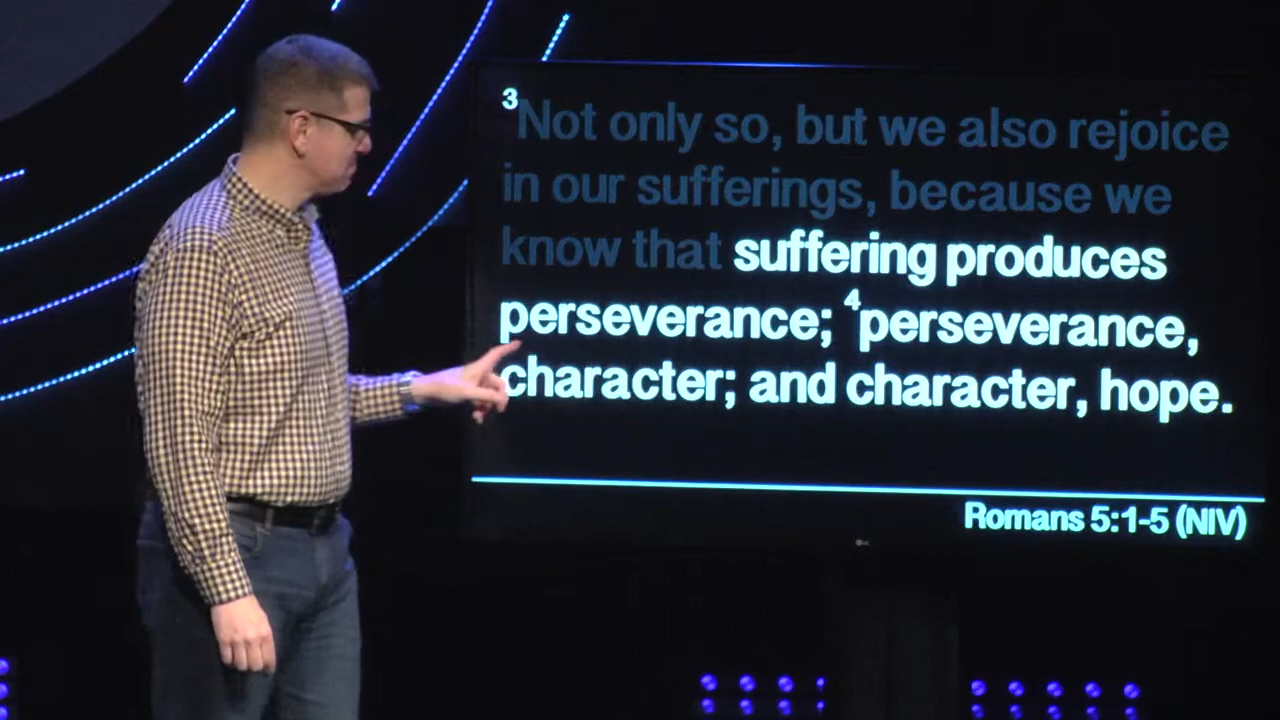 ³Not only so, but we also rejoice
in our sufferings, because we
know that suffering produces
perseverance; ⁴perseverance,
character; and character, hope.
Romans 5:1-5 (NIV)